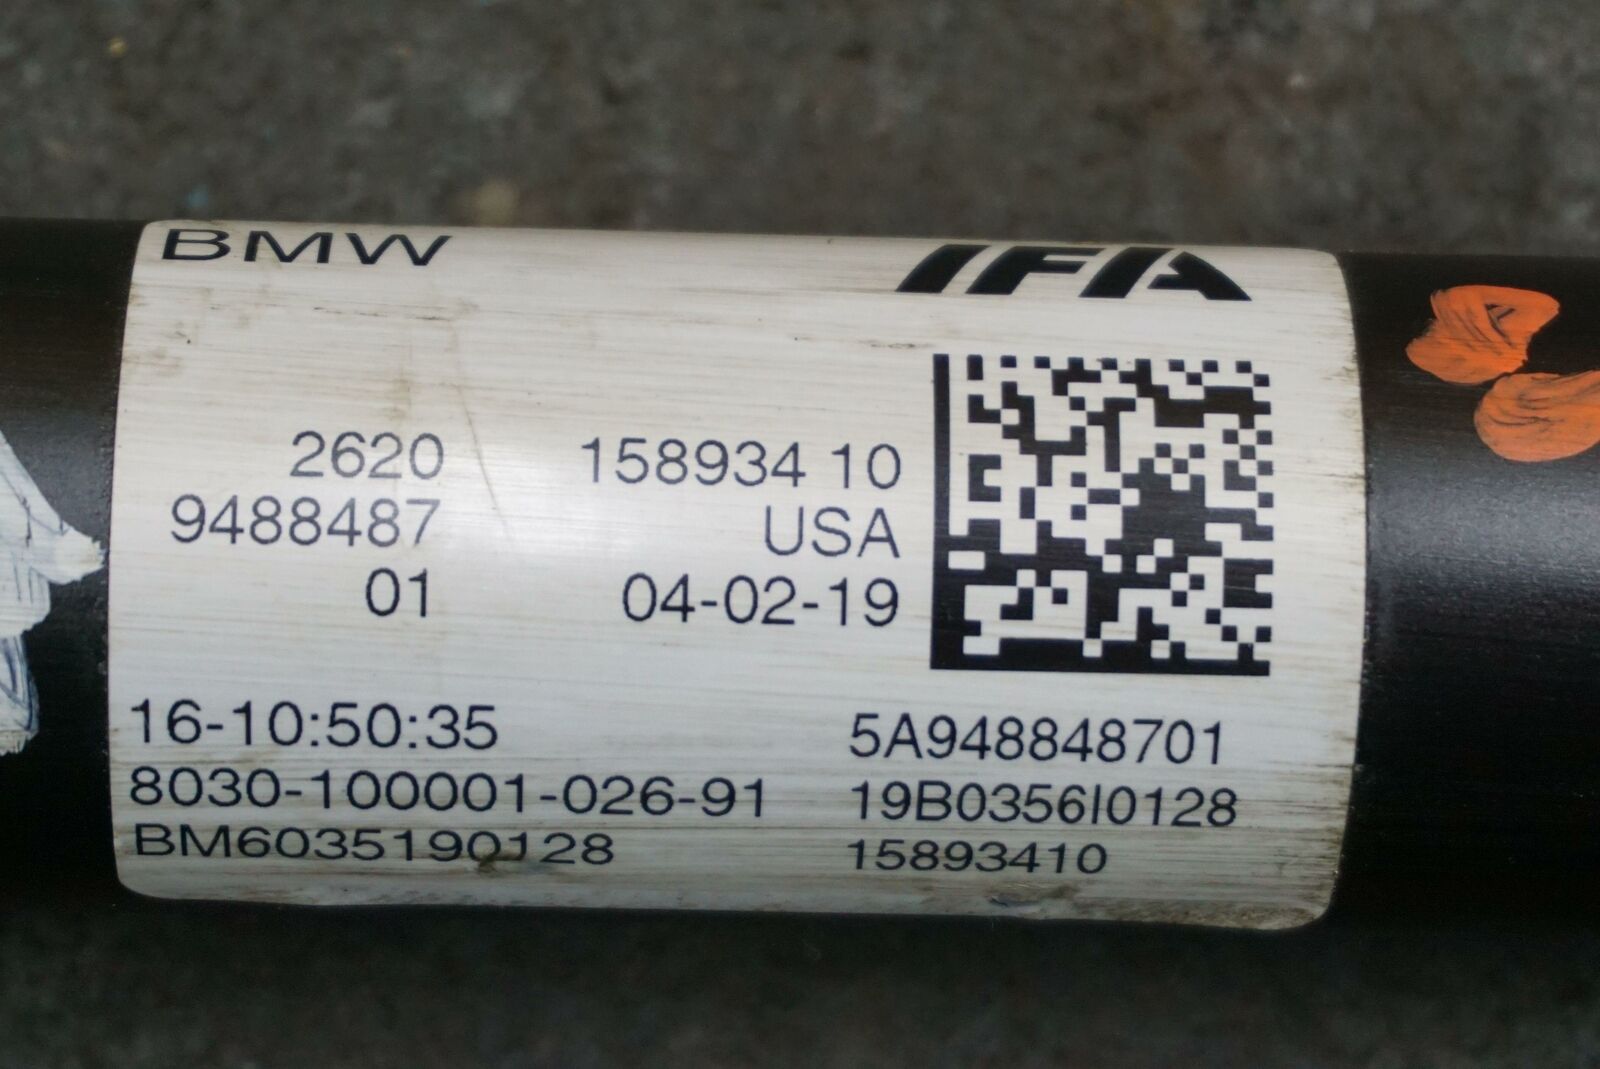 BMW IFA
2620 158934 10
9488487 USA
01 04-02-19
16-10:50:35 5A948848701
8030-100001-026-91 19B0356I0128
BM6035190128 15893410